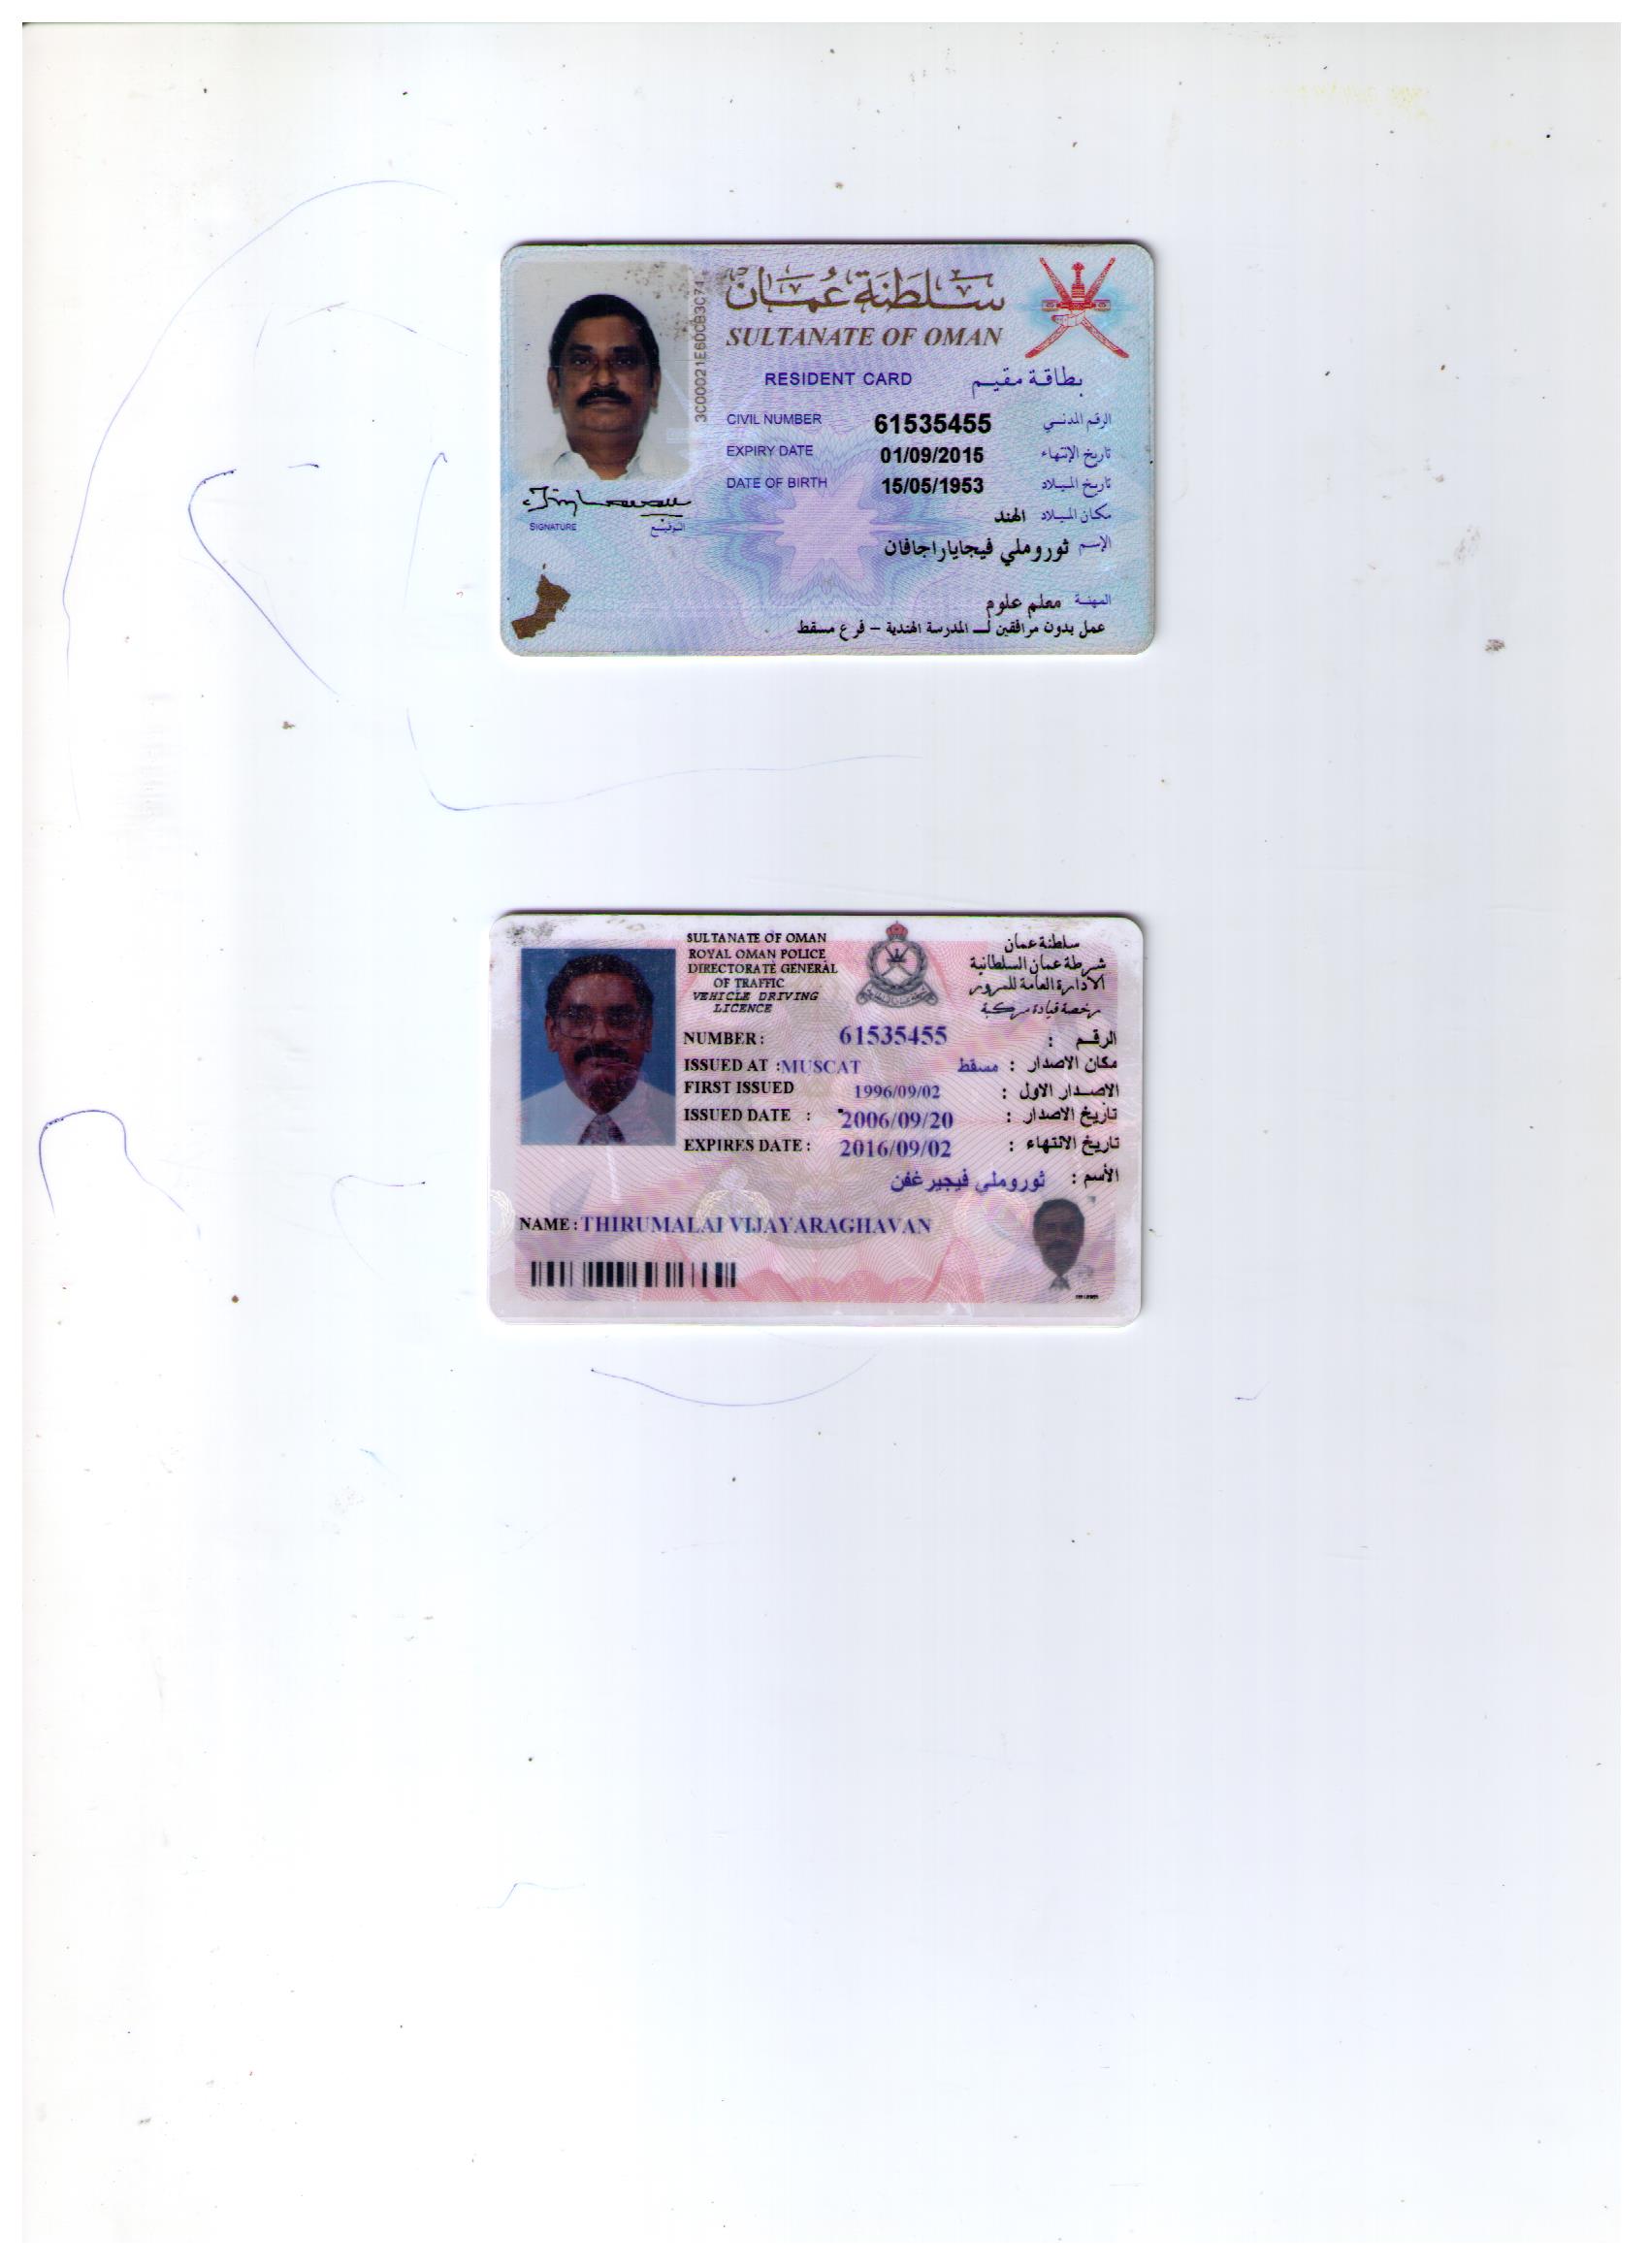 سلطنة عُمان
SULTANATE OF OMAN
RESIDENT CARD بطاقة مقيم
3C00021E6DCB3C74
CIVIL NUMBER 61535455 الرقم المدني
EXPIRY DATE 01/09/2015 تاريخ الإنتهاء
DATE OF BIRTH 15/05/1953 تاريخ الميلاد
مكان الميلاد الهند
SIGNATURE التوقيع
الإسم ثوروملي فيجاياراجافان
المهنة معلم علوم
عمل بدون مرافقين لـ المدرسة الهندية – فرع مسقط
SULTANATE OF OMAN سلطنة عمان
ROYAL OMAN POLICE شرطة عمان السلطانية
DIRECTORATE GENERAL الادارة العامة للمرور
OF TRAFFIC
VEHICLE DRIVING رخصة قيادة مركبة
LICENCE
NUMBER: 61535455 الرقم :
ISSUED AT :MUSCAT مكان الاصدار : مسقط
FIRST ISSUED 1996/09/02 الاصدار الاول :
ISSUED DATE : 2006/09/20 تاريخ الاصدار :
EXPIRES DATE : 2016/09/02 تاريخ الانتهاء :
الأسم : ثوروملي فيجيرغفن
NAME : THIRUMALAI VIJAYARAGHAVAN